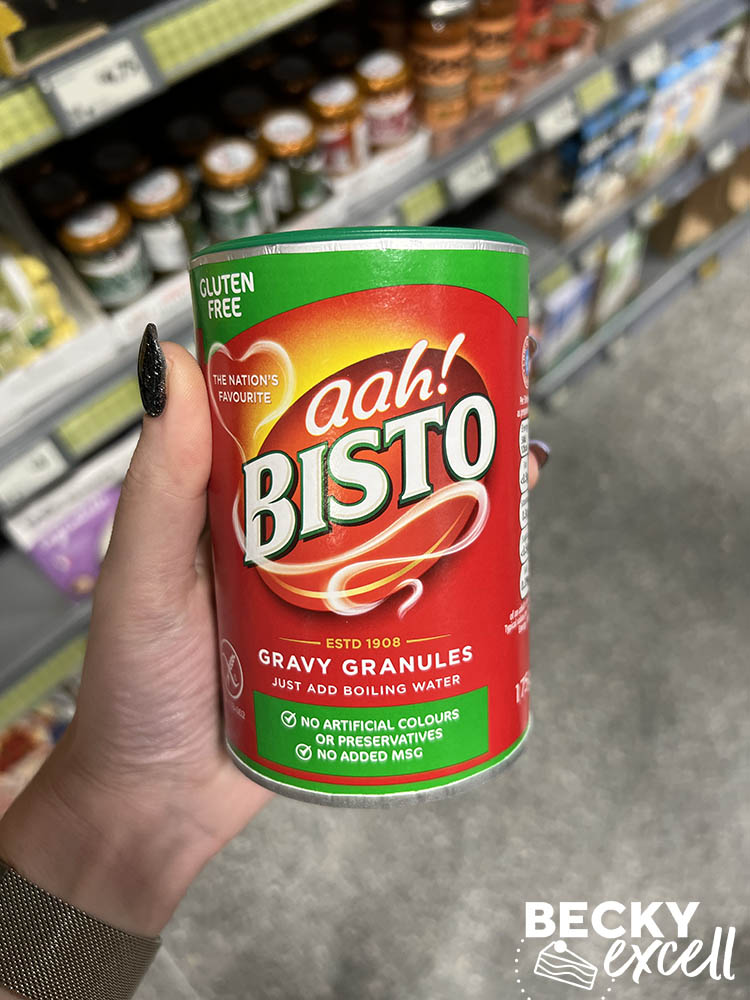 GLUTEN
FREE
THE NATION'S
FAVOURITE
aah!
BISTO
ESTD 1908
GRAVY GRANULES
JUST ADD BOILING WATER
NO ARTIFICIAL COLOURS
OR PRESERVATIVES
NO ADDED MSG
BECKY
excell